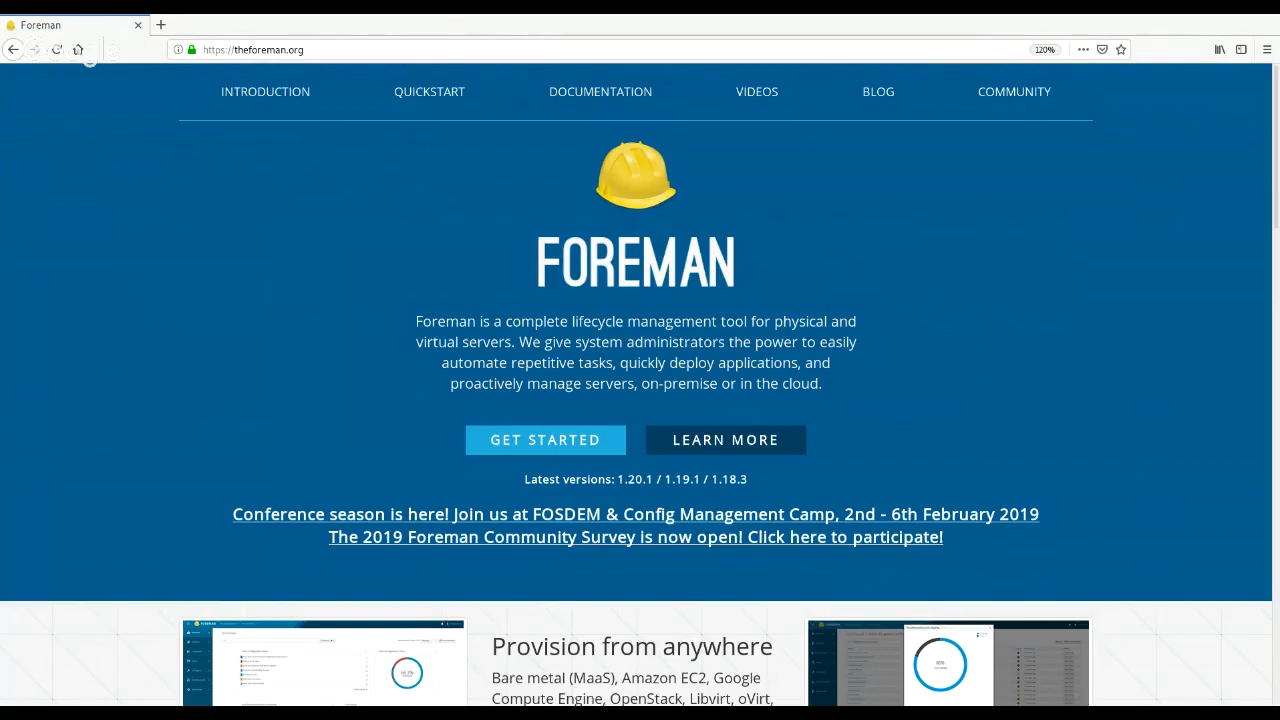 Foreman
https://theforeman.org
120%
INTRODUCTION QUICKSTART DOCUMENTATION VIDEOS BLOG COMMUNITY
FOREMAN
Foreman is a complete lifecycle management tool for physical and
virtual servers. We give system administrators the power to easily
automate repetitive tasks, quickly deploy applications, and
proactively manage servers, on-premise or in the cloud.
GET STARTED LEARN MORE
Latest versions: 1.20.1 / 1.19.1 / 1.18.3
Conference season is here! Join us at FOSDEM & Config Management Camp, 2nd - 6th February 2019
The 2019 Foreman Community Survey is now open! Click here to participate!
Provision from anywhere
Bare metal (MaaS), Amazon EC2, Google
Compute Engine, OpenStack, Libvirt, oVirt,